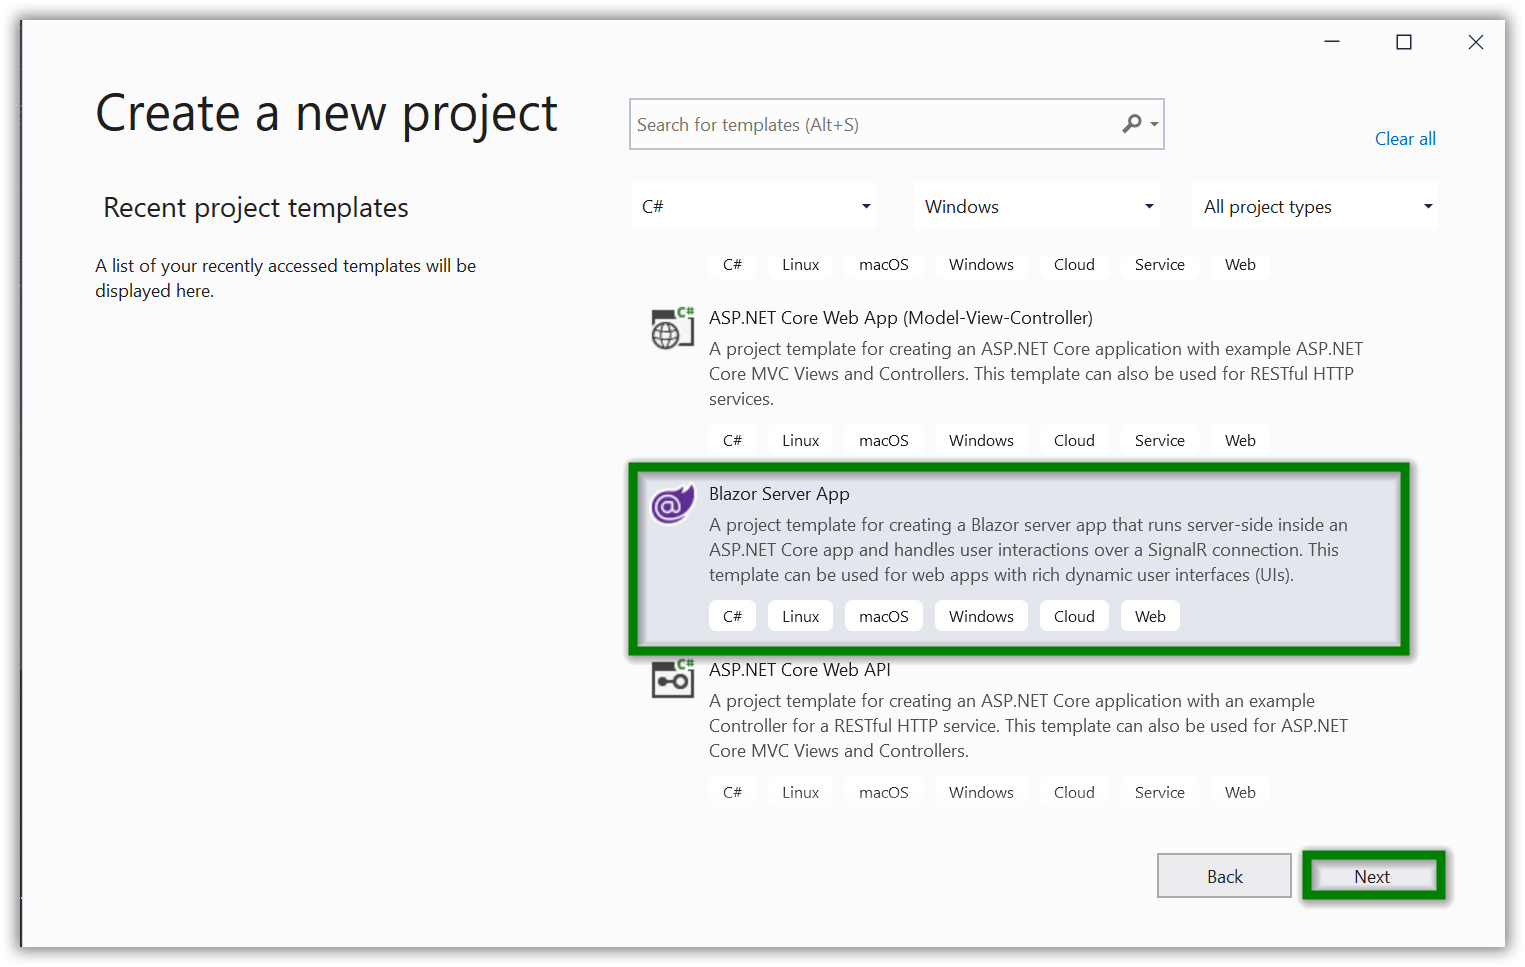 Create a new project
Search for templates (Alt+S)
Clear all
Recent project templates
A list of your recently accessed templates will be
displayed here.
C# Windows All project types
C# Linux macOS Windows Cloud Service Web
C#
ASP.NET Core Web App (Model-View-Controller)
A project template for creating an ASP.NET Core application with example ASP.NET
Core MVC Views and Controllers. This template can also be used for RESTful HTTP
services.
C# Linux macOS Windows Cloud Service Web
@
Blazor Server App
A project template for creating a Blazor server app that runs server-side inside an
ASP.NET Core app and handles user interactions over a SignalR connection. This
template can be used for web apps with rich dynamic user interfaces (UIs).
C# Linux macOS Windows Cloud Web
C#
ASP.NET Core Web API
A project template for creating an ASP.NET Core application with an example
Controller for a RESTful HTTP service. This template can also be used for ASP.NET
Core MVC Views and Controllers.
C# Linux macOS Windows Cloud Service Web
Back Next